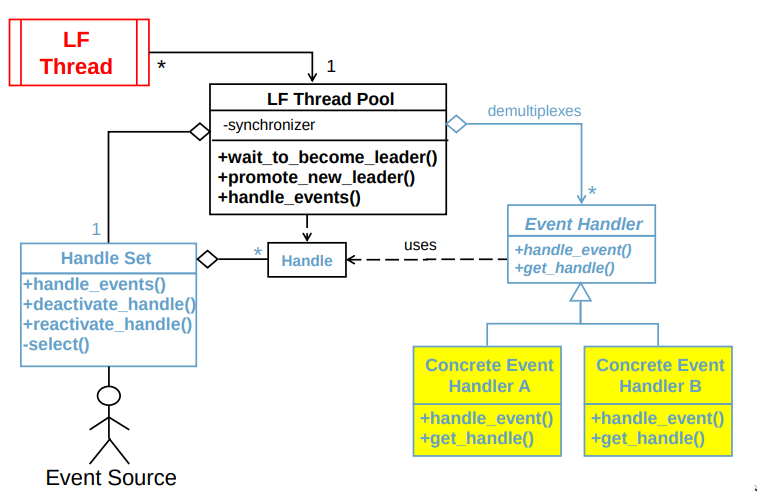 LF
Thread
*
1
LF Thread Pool
-synchronizer
+wait_to_become_leader()
+promote_new_leader()
+handle_events()
demultiplexes
*
1
Handle Set
+handle_events()
+deactivate_handle()
+reactivate_handle()
-select()
*
Handle
uses
Event Handler
+handle_event()
+get_handle()
Concrete Event
Handler A
+handle_event()
+get_handle()
Concrete Event
Handler B
+handle_event()
+get_handle()
Event Source